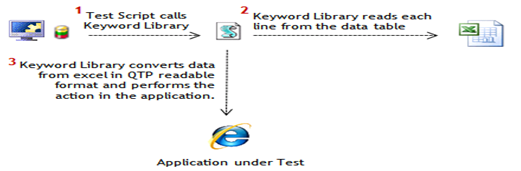 1 Test Script calls
Keyword Library
2 Keyword Library reads each
line from the data table
3 Keyword Library converts data
from excel in QTP readable
format and performs the
action in the application.
Application under Test